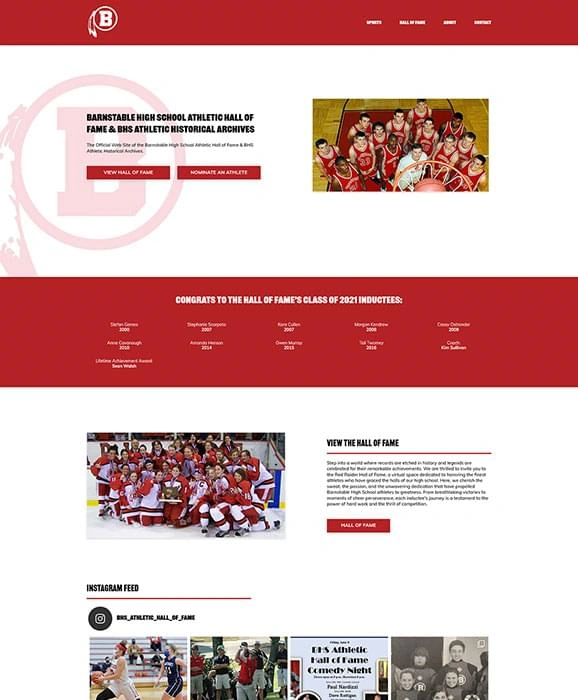 B
SPORTS HALL OF FAME ABOUT CONTACT
B
BARNSTABLE HIGH SCHOOL ATHLETIC HALL OF
FAME & BHS ATHLETIC HISTORICAL ARCHIVES
The Official Web Site of the Barnstable High School Athletic Hall of Fame & BHS
Athletic Historical Archives.
VIEW HALL OF FAME NOMINATE AN ATHLETE
CONGRATS TO THE HALL OF FAME'S CLASS OF 2021 INDUCTEES:
Stefan Genes Stephanie Scarpato Kara Cullen Morgan Kendrew Casey Ostrander
2000 2007 2007 2008 2009
Anne Cavanaugh Amanda Henson Gwen Murray Tall Twomey Coach:
2010 2014 2015 2016 Kim Sullivan
Lifetime Achievement Award:
Sean Walsh
VIEW THE HALL OF FAME
Step into a world where records are etched in history and legends are
celebrated for their remarkable achievements. We are thrilled to invite you to
the Red Raider Hall of Fame, a virtual space dedicated to honoring the finest
athletes who have graced the halls of our high school. Here, we cherish the
sweat, the passion, and the unwavering dedication that have propelled
Barnstable High School athletes to greatness. From breathtaking victories to
moments of sheer perseverance, each inductee's journey is a testament to the
power of hard work and the thrill of competition.
HALL OF FAME
INSTAGRAM FEED
BHS_ATHLETIC_HALL_OF_FAME
Friday, June 9
BHS Athletic
Hall of Fame
Comedy Night
Paul Nardizzi
Dave Rattigan